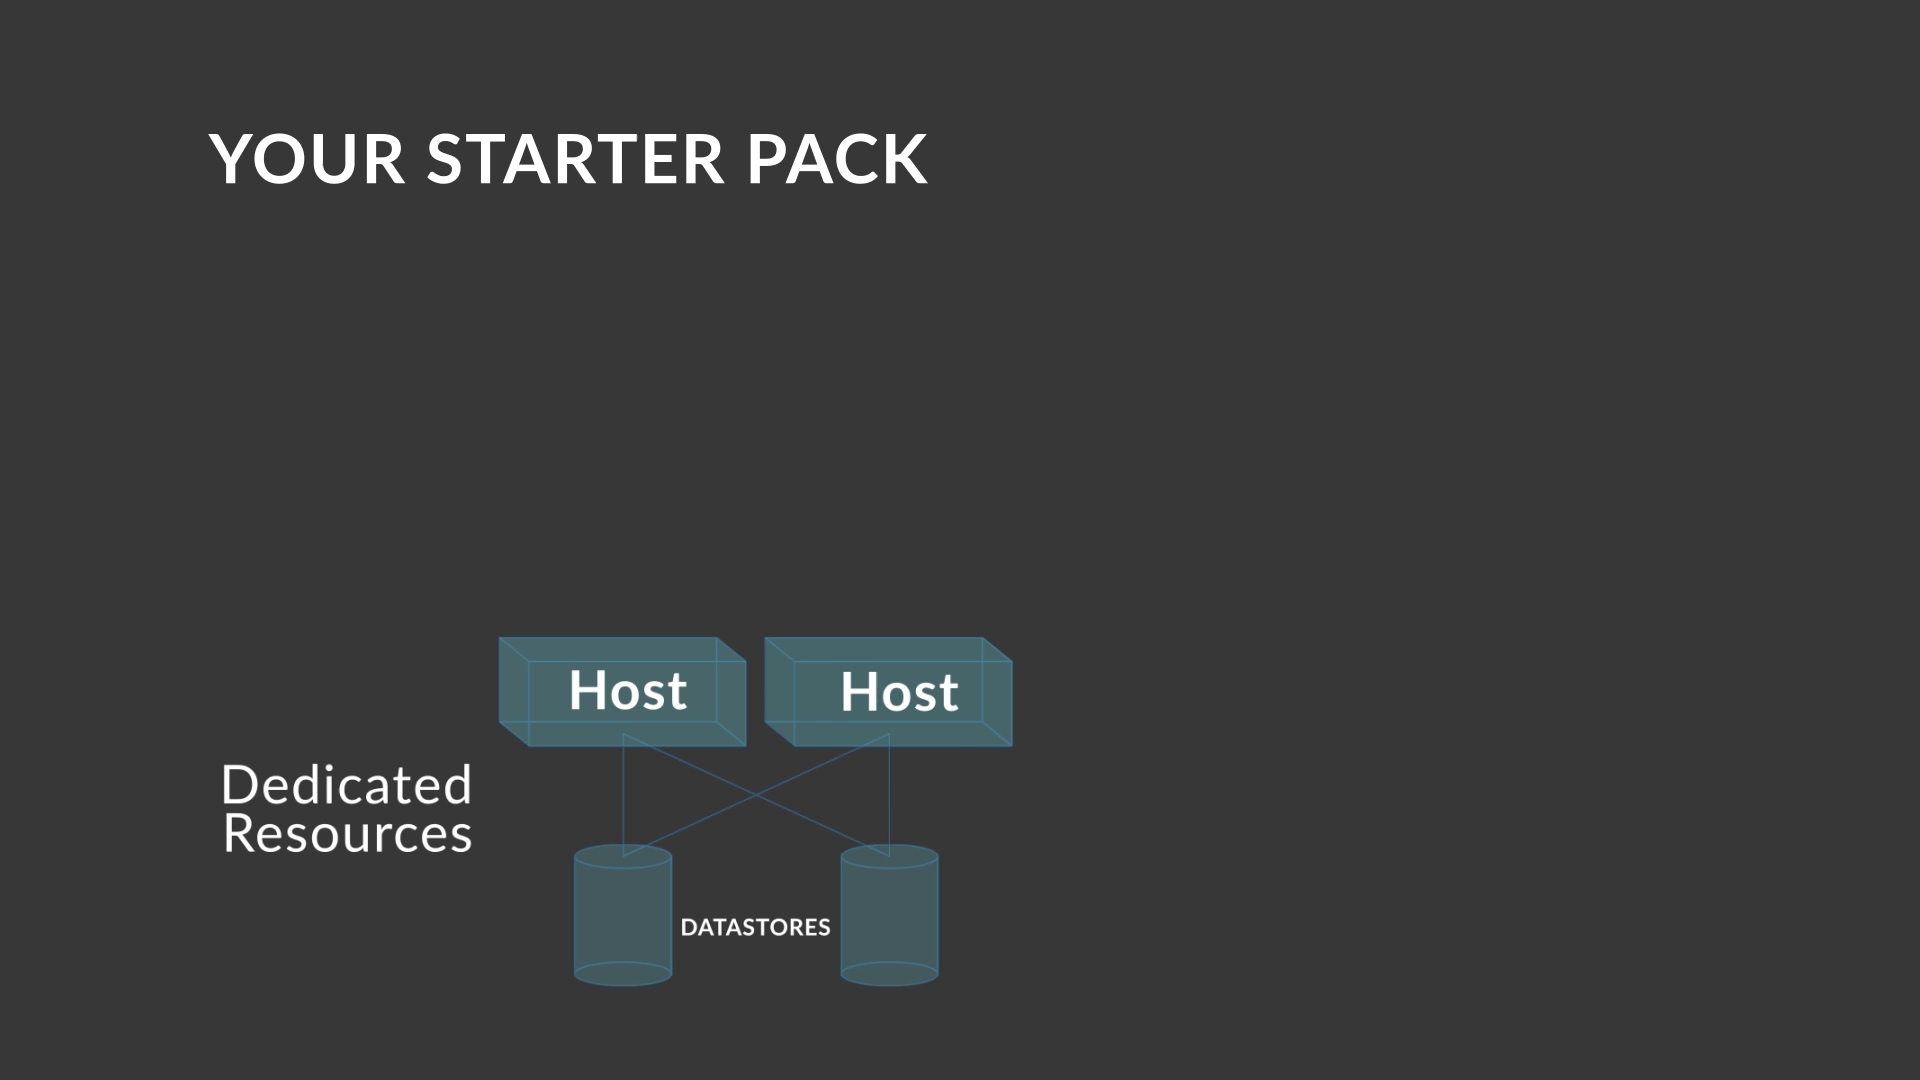 YOUR STARTER PACK
Host
Host
Dedicated
Resources
DATASTORES